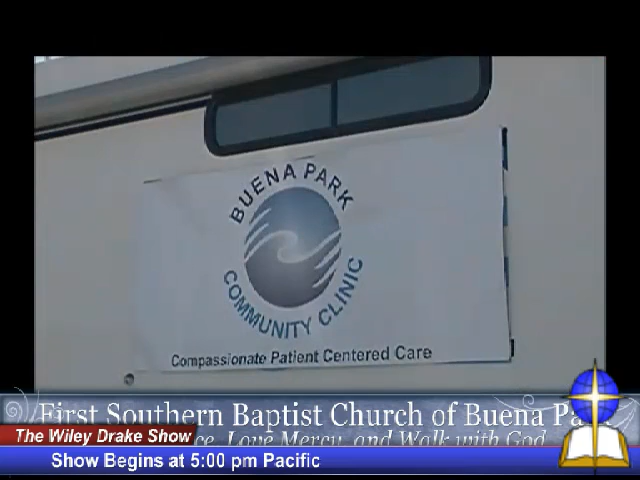 BUENA PARK
COMMUNITY CLINIC
Compassionate Patient Centered Care
First Southern Baptist Church of Buena
The Wiley Drake Show
Love Mercy, and Walk with God
Show Begins at 5:00 pm Pacific